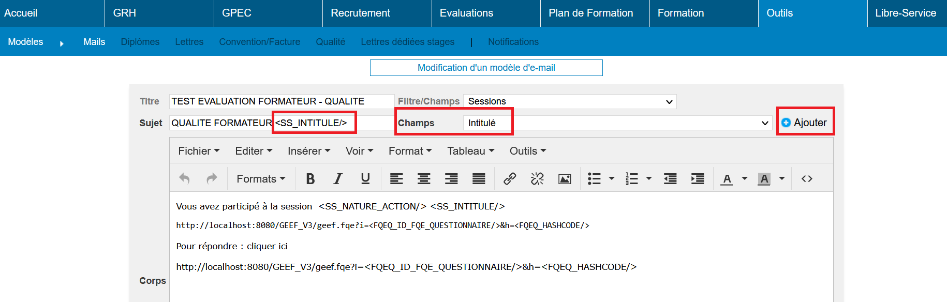 Accueil GRH GPEC Recrutement Evaluations Plan de Formation Formation Outils Libre-Service
Modèles Mails Diplômes Lettres Convention/Facture Qualité Lettres dédiées stages | Notifications
Modification d'un modèle d'e-mail
Titre TEST EVALUATION FORMATEUR - QUALITE Filtre/Champs Sessions
Sujet QUALITE FORMATEUR <SS_INTITULE/> Champs Intitulé Ajouter
Fichier Editer Insérer Voir Format Tableau Outils
Formats B I U A A <>
Vous avez participé à la session <SS_NATURE_ACTION/> <SS_INTITULE/>
http://localhost:8080/GEEF_V3/geef.fqe?i=<FQEQ_ID_FQE_QUESTIONNAIRE/>&h=<FQEQ_HASHCODE/>
Pour répondre : cliquer ici
http://localhost:8080/GEEF_V3/geef.fqe?i=<FQEQ_ID_FQE_QUESTIONNAIRE/>&h=<FQEQ_HASHCODE/>
Corps